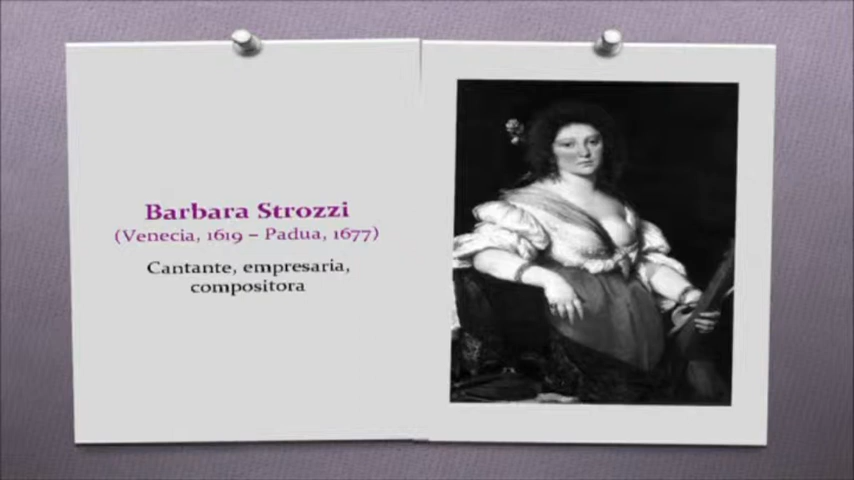 Barbara Strozzi
(Venecia, 1619 – Padua, 1677)
Cantante, empresaria,
compositora